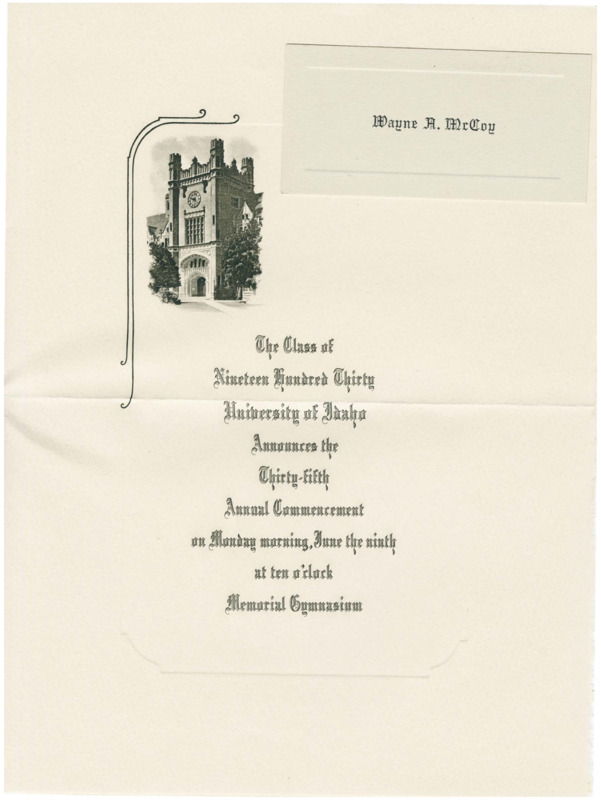 Wayne A. McCoy
The Class of
Nineteen Hundred Thirty
University of Idaho
Announces the
Thirty-fifth
Annual Commencement
on Monday morning, June the ninth
at ten o'clock
Memorial Gymnasium